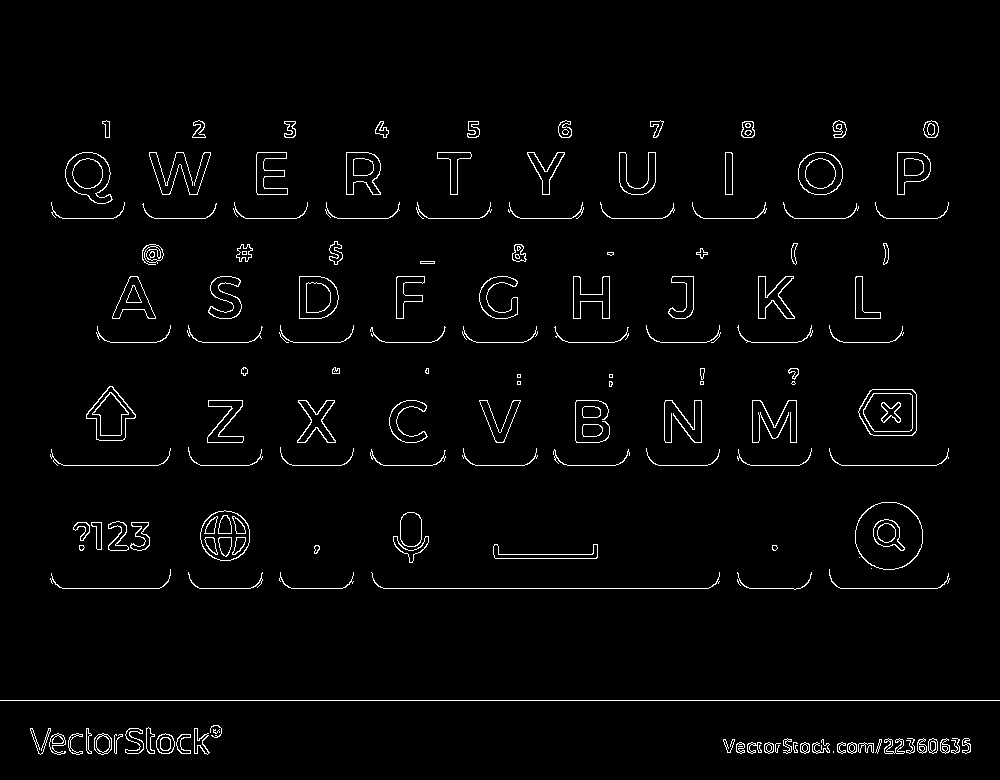 1 2 3 4 5 6 7 8 9 0
Q W E R T Y U I O P
@ # $ _ & - + ( )
A S D F G H J K L
* " ' : ; ! ?
Z X C V B N M
?123 , .
VectorStock®
VectorStock.com/22360635